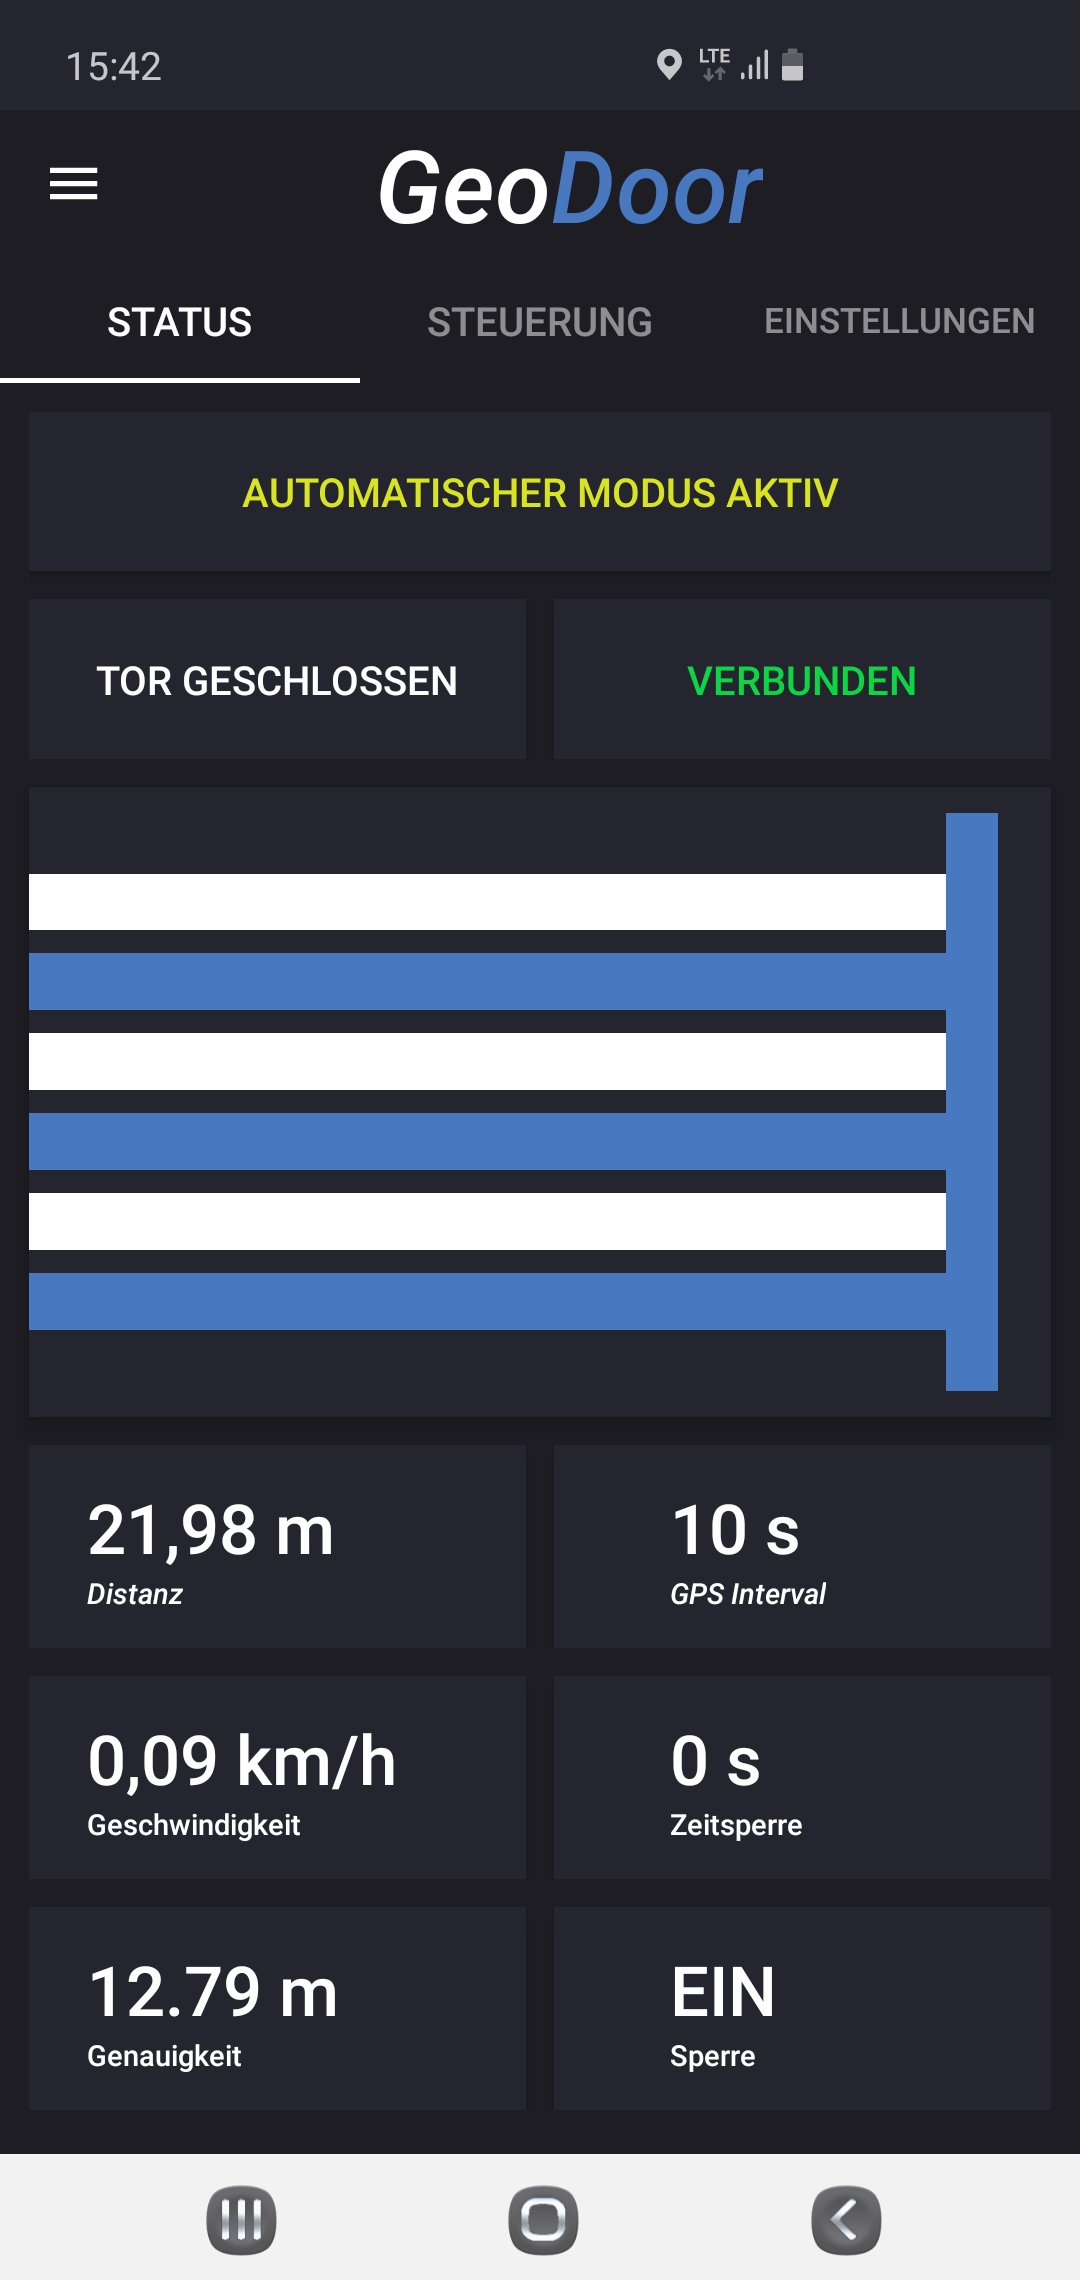 15:42
LTE
GeoDoor
STATUS
STEUERUNG
EINSTELLUNGEN
AUTOMATISCHER MODUS AKTIV
TOR GESCHLOSSEN
VERBUNDEN
21,98 m
Distanz
10 s
GPS Interval
0,09 km/h
Geschwindigkeit
0 s
Zeitsperre
12.79 m
Genauigkeit
EIN
Sperre